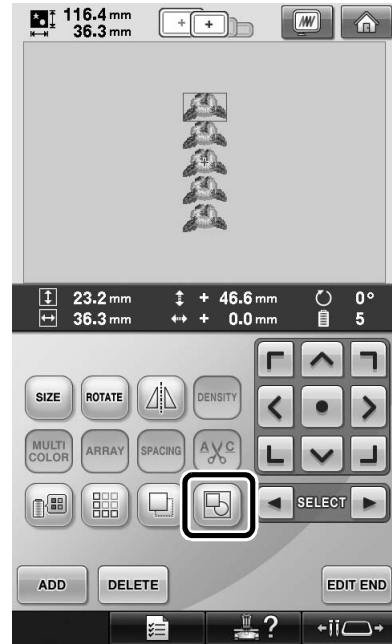 116.4 mm
36.3 mm
23.2 mm + 46.6 mm 0°
36.3 mm + 0.0 mm 5
SIZE ROTATE DENSITY
MULTI COLOR ARRAY SPACING AVC
SELECT
ADD DELETE EDIT END
?